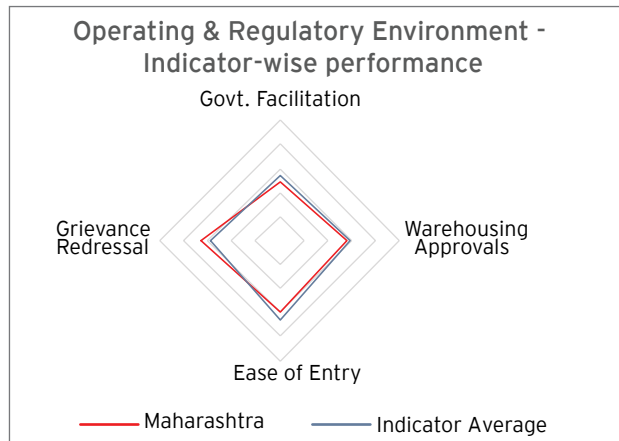 Operating & Regulatory Environment -
Indicator-wise performance
Govt. Facilitation
Grievance
Redressal
Warehousing
Approvals
Ease of Entry
Maharashtra
Indicator Average